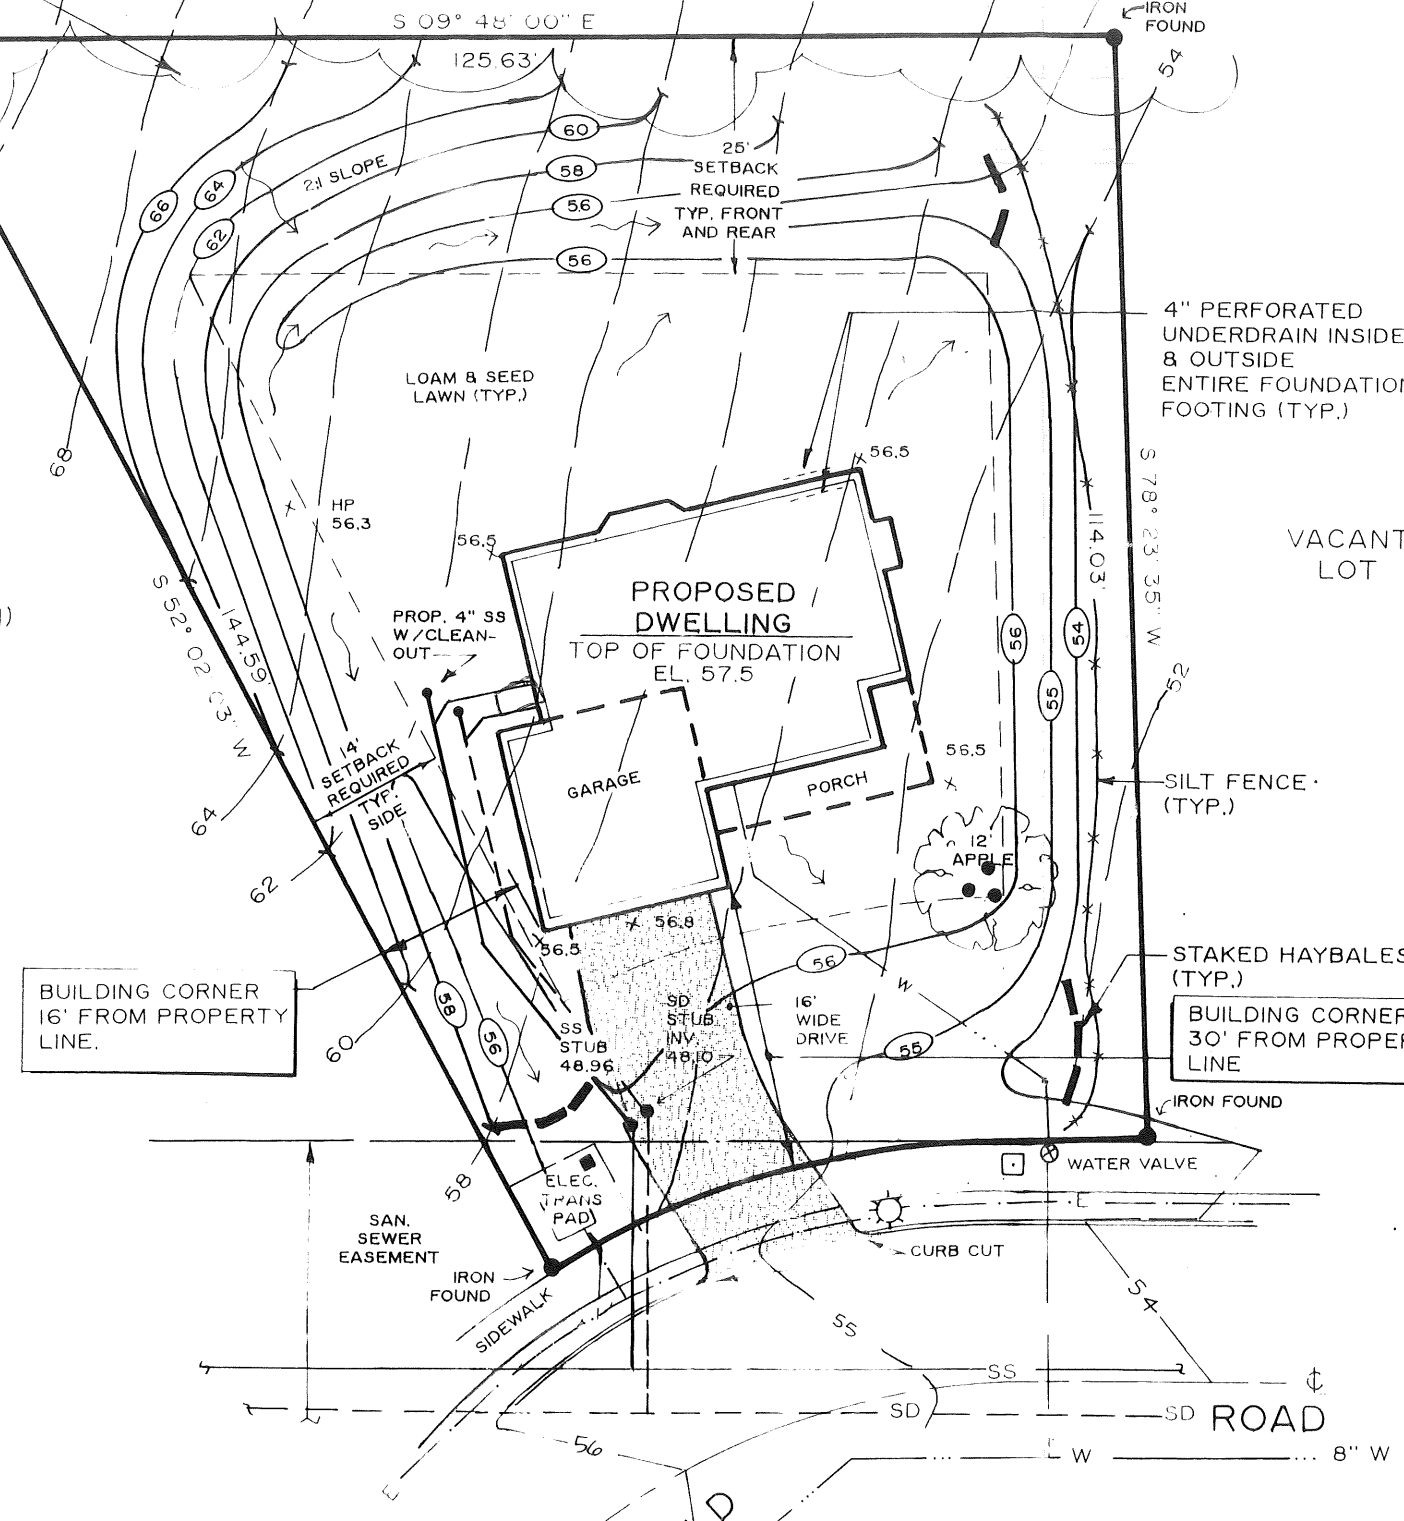 S 09° 48' 00" E
125.63'
IRON
FOUND
54
60
25'
SETBACK
REQUIRED
TYP. FRONT
AND REAR
2:1 SLOPE
58
66
64
62
56
56
4" PERFORATED
UNDERDRAIN INSIDE
& OUTSIDE
ENTIRE FOUNDATION
FOOTING (TYP.)
LOAM & SEED
LAWN (TYP.)
68
56.5
S 78° 23' 35" W
114.03'
HP
56.3
56.5
VACANT
LOT
PROPOSED
DWELLING
TOP OF FOUNDATION
EL. 57.5
PROP. 4" SS
W/CLEAN-
OUT
S 52° 02' 03" W
144.59'
56
54
55
52
14'
SETBACK
REQUIRED
TYP.
SIDE
GARAGE
PORCH
56.5
SILT FENCE
(TYP.)
64
62
12"
APPLE
56.8
56.5
56
W
STAKED HAYBALES
(TYP.)
BUILDING CORNER
16' FROM PROPERTY
LINE.
58
56
60
SS
STUB
48.96
SD
STUB
INV.
48.10
16'
WIDE
DRIVE
55
BUILDING CORNER
30' FROM PROPER
LINE
IRON FOUND
WATER VALVE
58
ELEC.
TRANS
PAD
SAN.
SEWER
EASEMENT
IRON
FOUND
E
CURB CUT
SIDEWALK
55
54
SS
SD
SD
ROAD
56
W
8" W
E
D